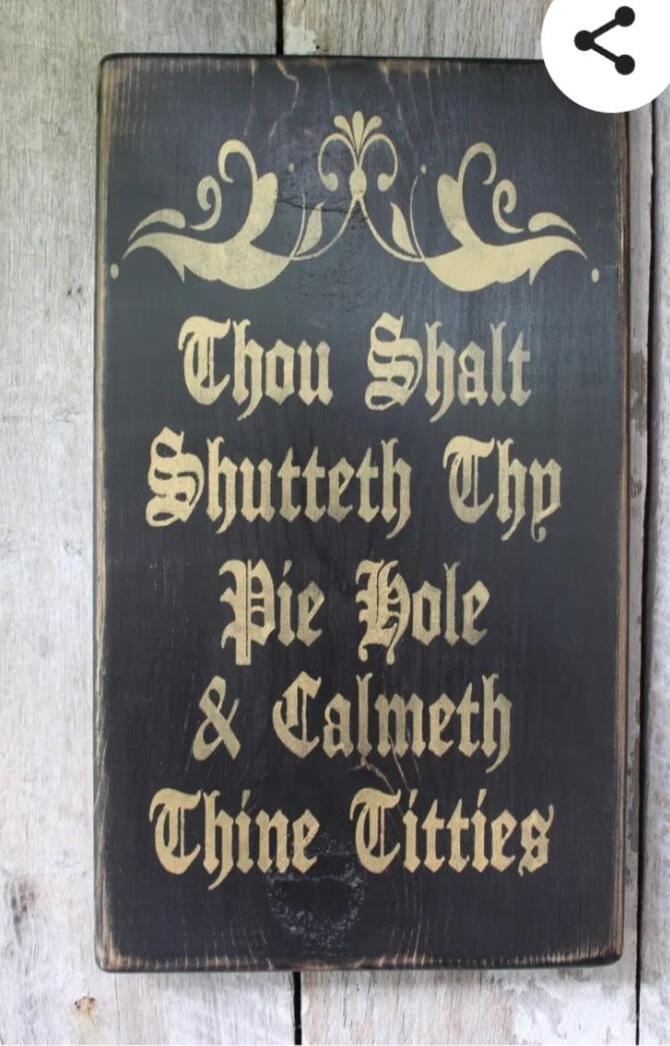 Thou Shalt
Shutteth Thy
Pie Hole
& Calmeth
Thine Titties